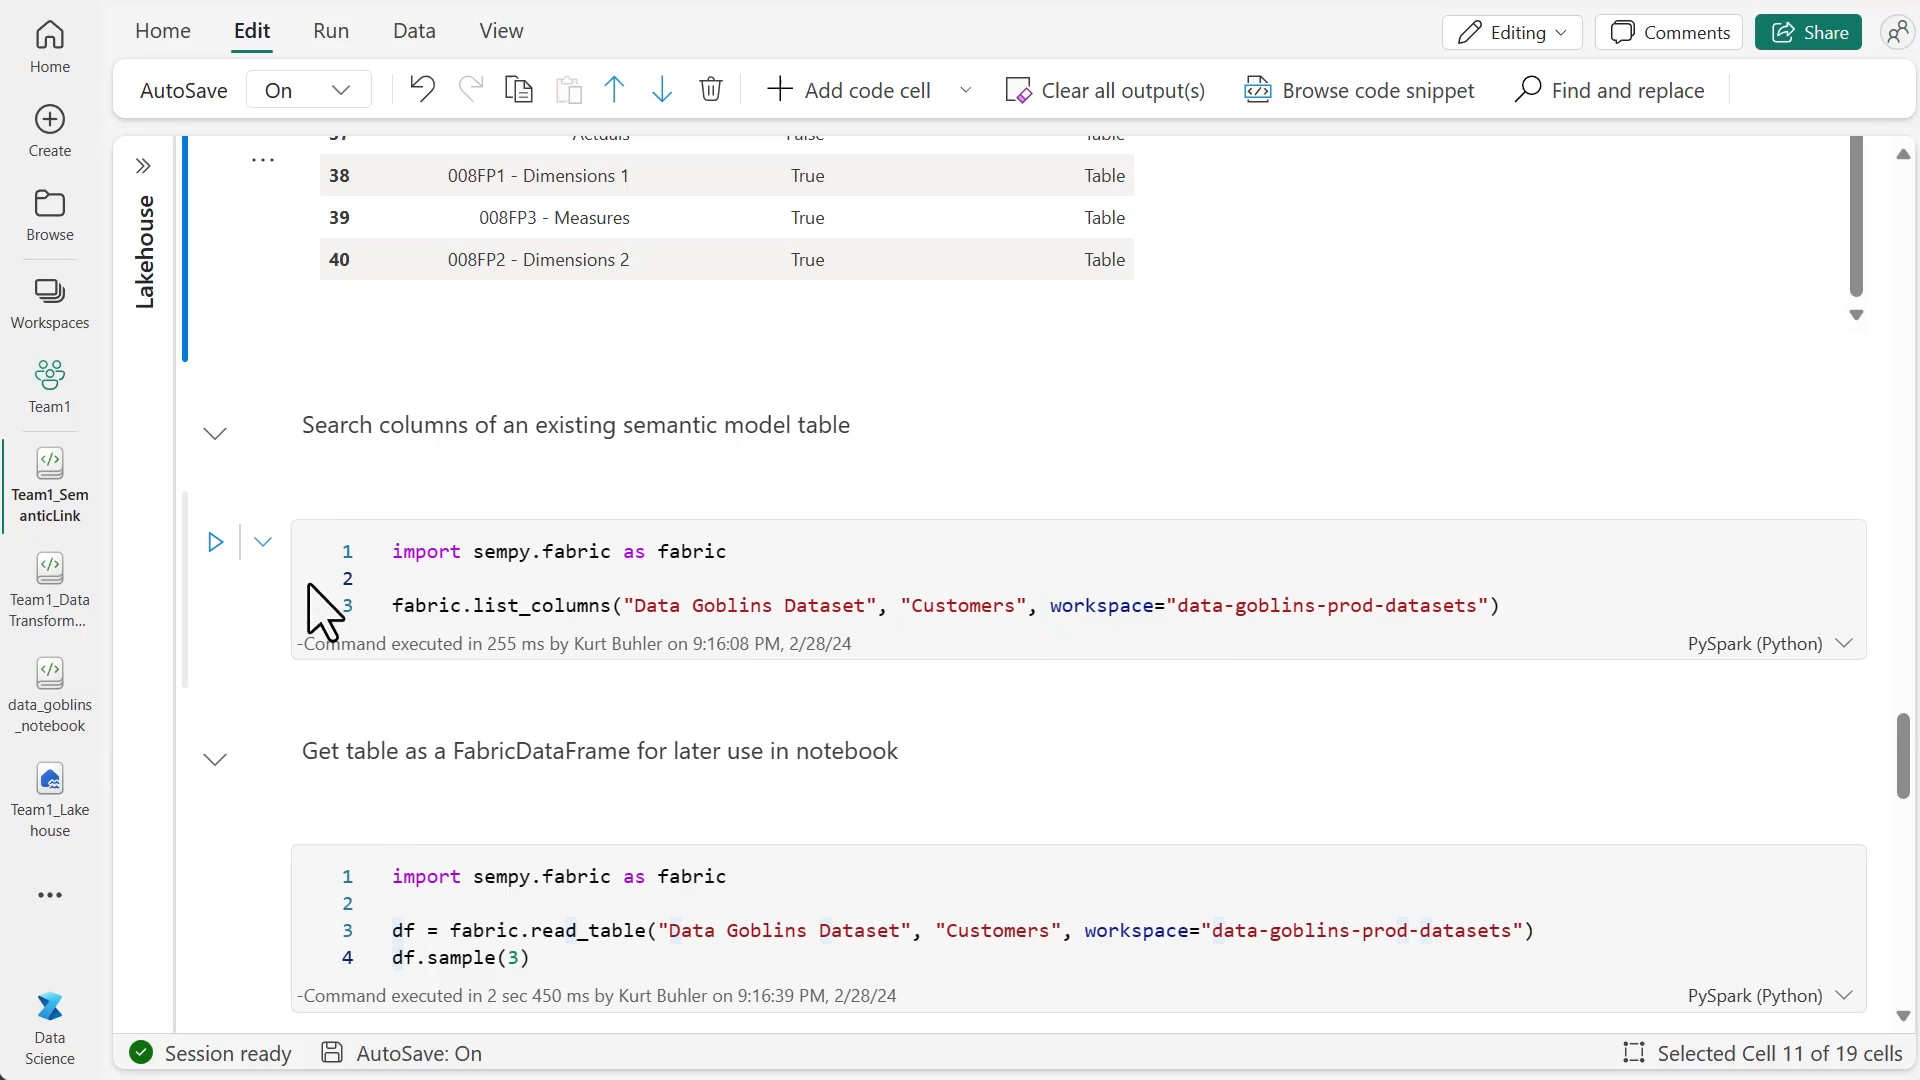 Home
Edit
Run
Data
View
Editing
Comments
Share
Home
AutoSave
On
Add code cell
Clear all output(s)
Browse code snippet
Find and replace
Create
Browse
Workspaces
Team1
Team1_Sem
anticLink
Team1_Data
Transform...
data_goblins
_notebook
Team1_Lake
house
Data
Science
Lakehouse
37 Actuals False Table
38 008FP1 - Dimensions 1 True Table
39 008FP3 - Measures True Table
40 008FP2 - Dimensions 2 True Table
Search columns of an existing semantic model table
1 import sempy.fabric as fabric
2
3 fabric.list_columns("Data Goblins Dataset", "Customers", workspace="data-goblins-prod-datasets")
-Command executed in 255 ms by Kurt Buhler on 9:16:08 PM, 2/28/24
PySpark (Python)
Get table as a FabricDataFrame for later use in notebook
1 import sempy.fabric as fabric
2
3 df = fabric.read_table("Data Goblins Dataset", "Customers", workspace="data-goblins-prod-datasets")
4 df.sample(3)
-Command executed in 2 sec 450 ms by Kurt Buhler on 9:16:39 PM, 2/28/24
PySpark (Python)
Session ready
AutoSave: On
Selected Cell 11 of 19 cells